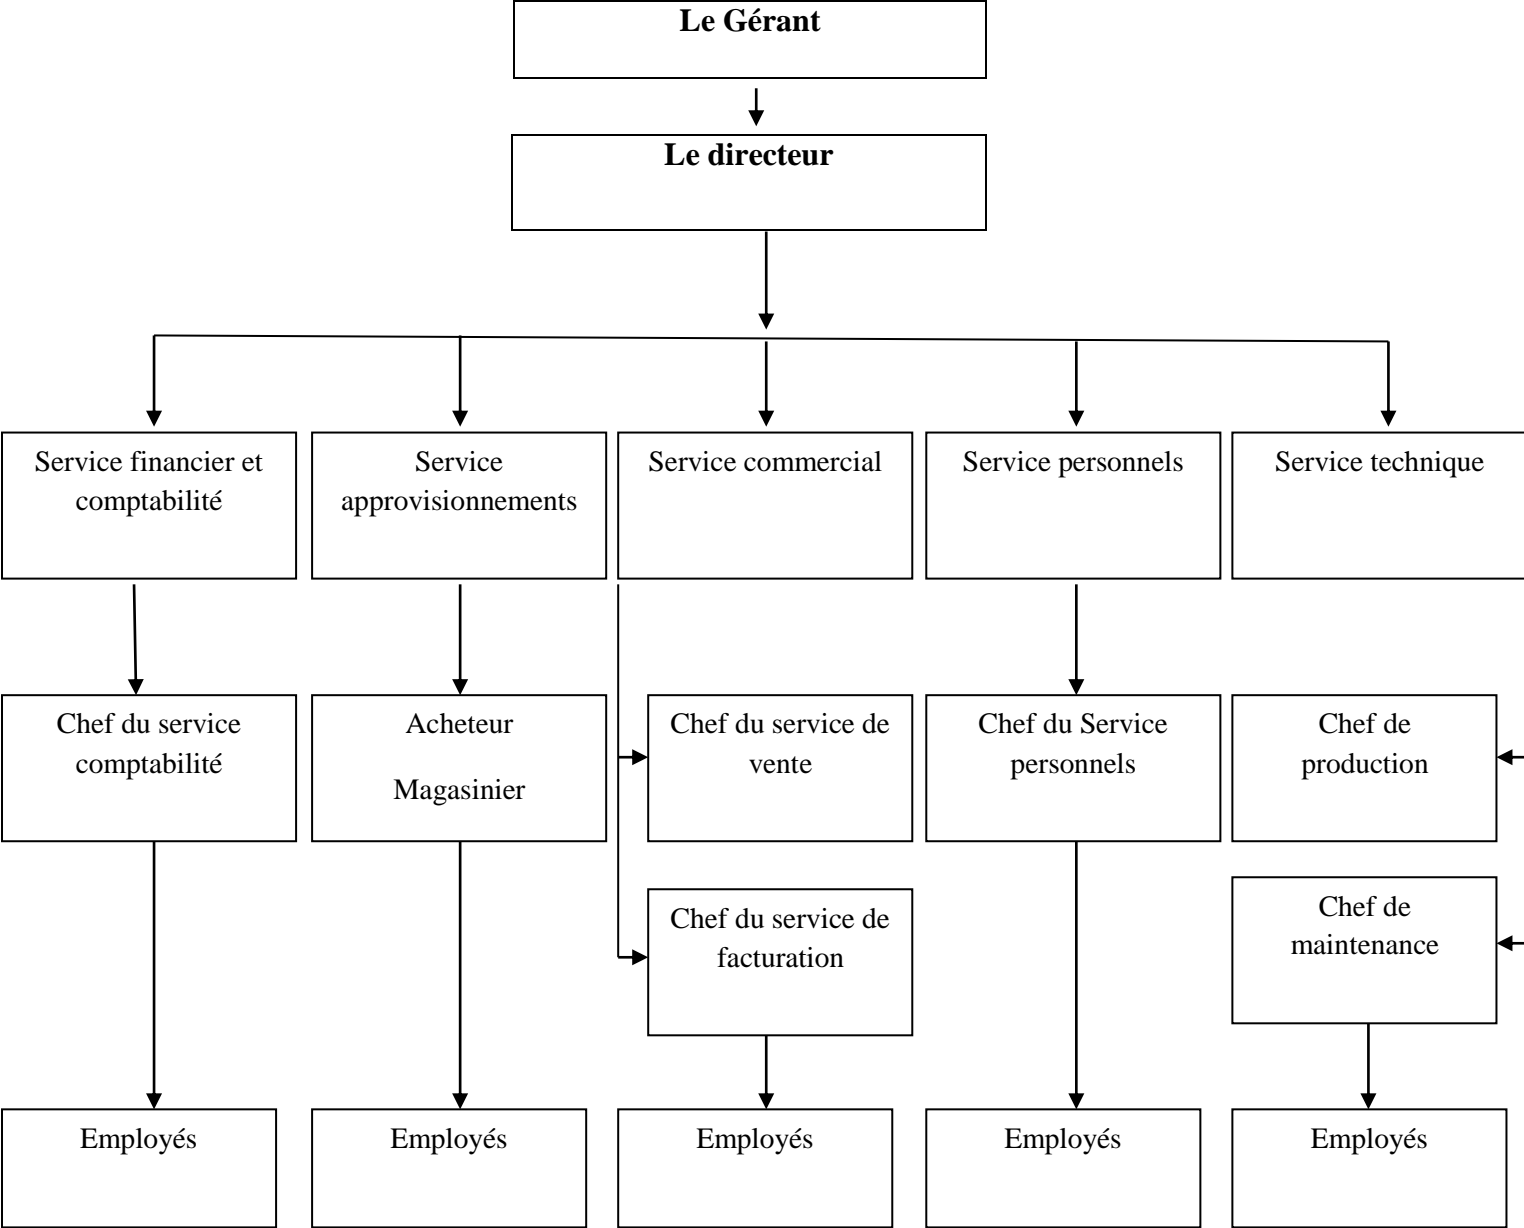 Le Gérant
Le directeur
Service financier et
comptabilité
Service
approvisionnements
Service commercial
Service personnels
Service technique
Chef du service
comptabilité
Acheteur
Magasinier
Chef du service de
vente
Chef du Service
personnels
Chef de
production
Chef du service de
facturation
Chef de
maintenance
Employés
Employés
Employés
Employés
Employés